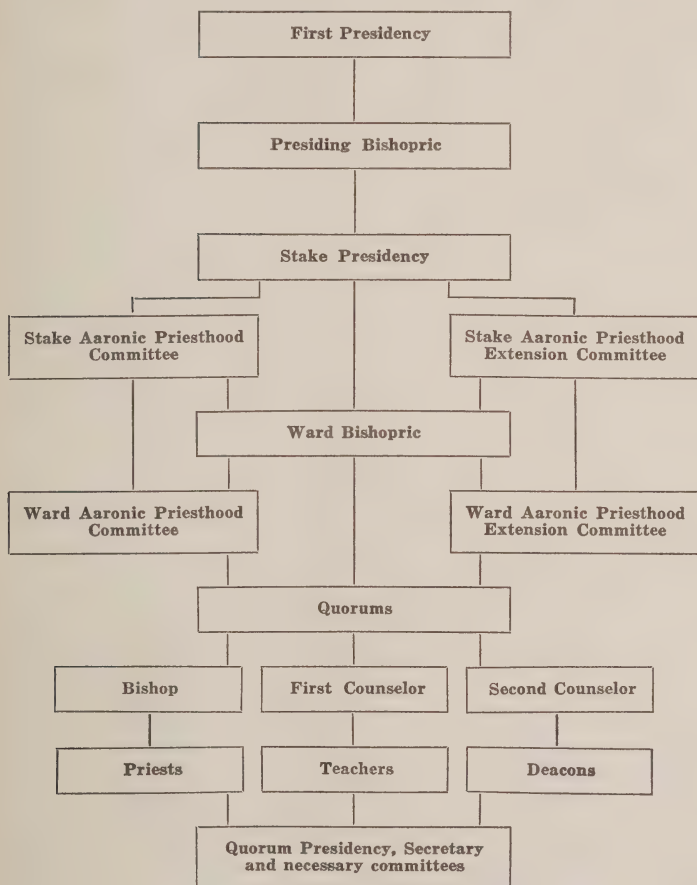 First Presidency
Presiding Bishopric
Stake Presidency
Stake Aaronic Priesthood
Committee
Stake Aaronic Priesthood
Extension Committee
Ward Bishopric
Ward Aaronic Priesthood
Committee
Ward Aaronic Priesthood
Extension Committee
Quorums
Bishop
First Counselor
Second Counselor
Priests
Teachers
Deacons
Quorum Presidency, Secretary
and necessary committees